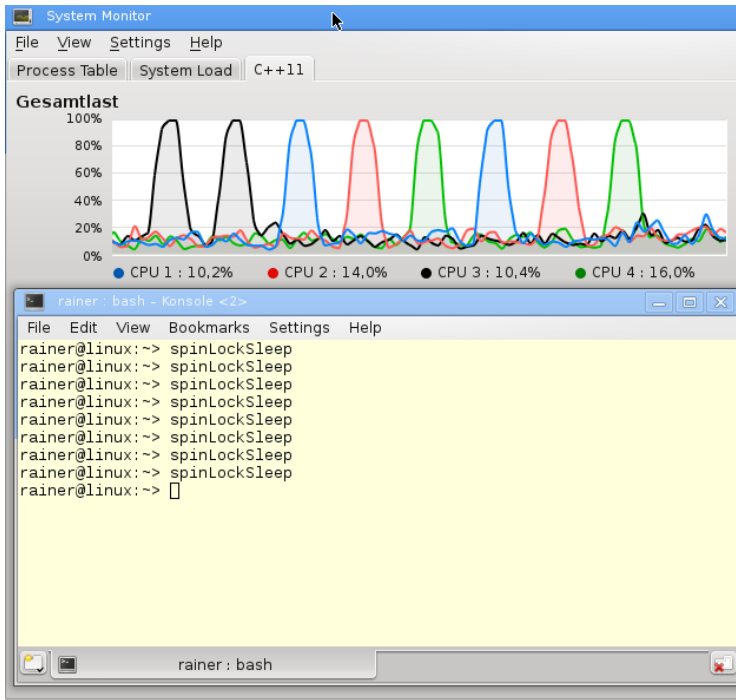 System Monitor
File View Settings Help
Process Table System Load C++11
Gesamtlast
100%
80%
60%
40%
20%
0%
CPU 1 : 10,2% CPU 2 : 14,0% CPU 3 : 10,4% CPU 4 : 16,0%
rainer : bash – Konsole <2>
File Edit View Bookmarks Settings Help
rainer@linux:~> spinLockSleep
rainer@linux:~> spinLockSleep
rainer@linux:~> spinLockSleep
rainer@linux:~> spinLockSleep
rainer@linux:~> spinLockSleep
rainer@linux:~> spinLockSleep
rainer@linux:~> spinLockSleep
rainer@linux:~> spinLockSleep
rainer@linux:~>
rainer : bash